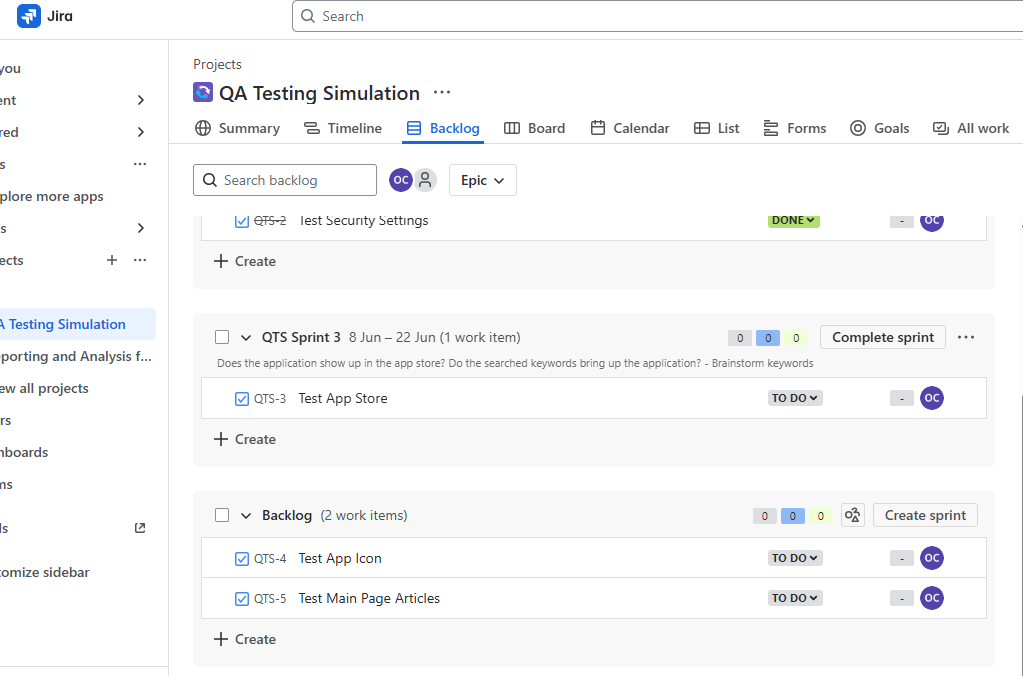 Jira
Search
you
ent
red
s
plore more apps
s
ects
A Testing Simulation
porting and Analysis f...
ew all projects
rs
hboards
ms
ls
tomize sidebar
Projects
QA Testing Simulation
Summary
Timeline
Backlog
Board
Calendar
List
Forms
Goals
All work
Search backlog
OC
Epic
QTS-2 Test Security Settings DONE - OC
+ Create
QTS Sprint 3 8 Jun – 22 Jun (1 work item) 0 0 0 Complete sprint
Does the application show up in the app store? Do the searched keywords bring up the application? - Brainstorm keywords
QTS-3 Test App Store TO DO - OC
+ Create
Backlog (2 work items) 0 0 0 Create sprint
QTS-4 Test App Icon TO DO - OC
QTS-5 Test Main Page Articles TO DO - OC
+ Create